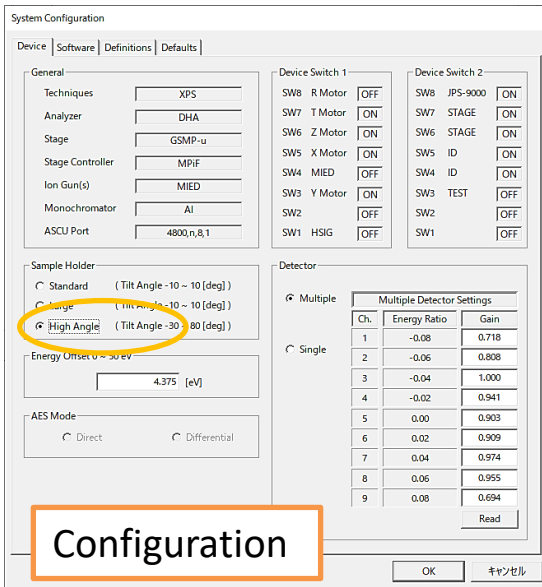 System Configuration
Device Software Definitions Defaults
General
Techniques XPS
Analyzer DHA
Stage GSMP-u
Stage Controller MPiF
Ion Gun(s) MIED
Monochromator Al
ASCU Port 4800,n,8,1
Device Switch 1
SW8 R Motor OFF
SW7 T Motor ON
SW6 Z Motor ON
SW5 X Motor ON
SW4 MIED OFF
SW3 Y Motor ON
SW2 OFF
SW1 HSIG OFF
Device Switch 2
SW8 JPS-9000 ON
SW7 STAGE ON
SW6 STAGE ON
SW5 ID ON
SW4 ID ON
SW3 TEST OFF
SW2 OFF
SW1 OFF
Sample Holder
Standard ( Tilt Angle -10 ~ 10 [deg] )
Large ( Tilt Angle -10 ~ 10 [deg] )
High Angle ( Tilt Angle -30 ~ 80 [deg] )
Energy Offset 0 ~ 50 eV
4.375 [eV]
AES Mode
Direct Differential
Detector
Multiple
Single
Multiple Detector Settings
Ch. Energy Ratio Gain
1 -0.08 0.718
2 -0.06 0.808
3 -0.04 1.000
4 -0.02 0.941
5 0.00 0.903
6 0.02 0.909
7 0.04 0.974
8 0.06 0.955
9 0.08 0.694
Read
Configuration
OK キャンセル